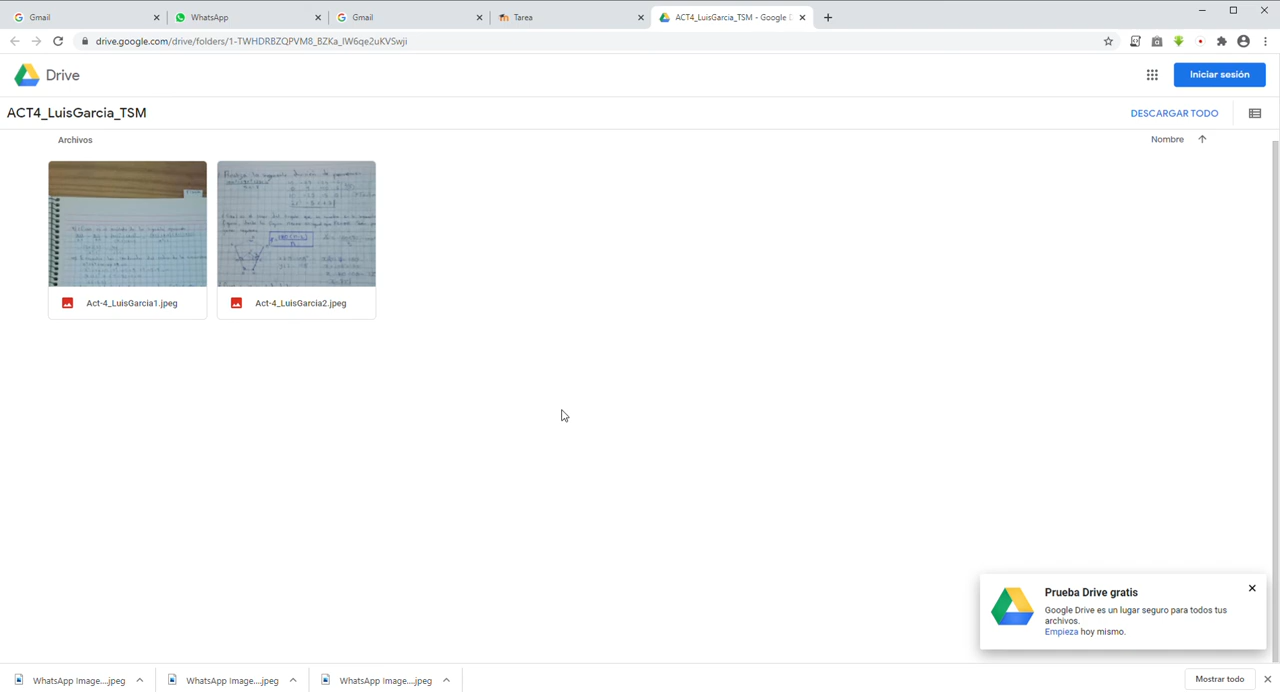 Gmail
WhatsApp
Gmail
Tarea
ACT4_LuisGarcia_TSM - Google D
drive.google.com/drive/folders/1-TWHDRBZQPVM8_BZKa_IW6qe2uKVSwji
Drive
Iniciar sesión
ACT4_LuisGarcia_TSM
DESCARGAR TODO
Archivos
Nombre
Act-4_LuisGarcia1.jpeg
Act-4_LuisGarcia2.jpeg
Prueba Drive gratis
Google Drive es un lugar seguro para todos tus
archivos.
Empieza hoy mismo.
WhatsApp Image....jpeg
WhatsApp Image....jpeg
WhatsApp Image....jpeg
Mostrar todo